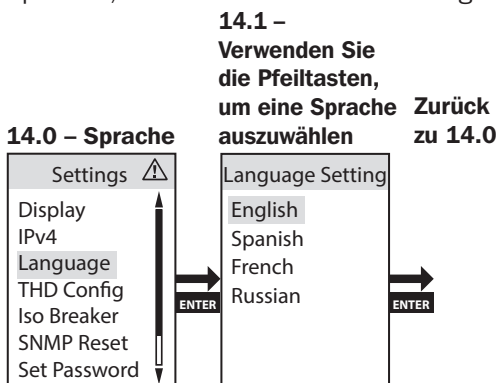 14.1 –
Verwenden Sie
die Pfeiltasten,
um eine Sprache
auszuwählen
Zurück
zu 14.0
14.0 – Sprache
Settings
Display
IPv4
Language
THD Config
Iso Breaker
SNMP Reset
Set Password
ENTER
Language Setting
English
Spanish
French
Russian
ENTER